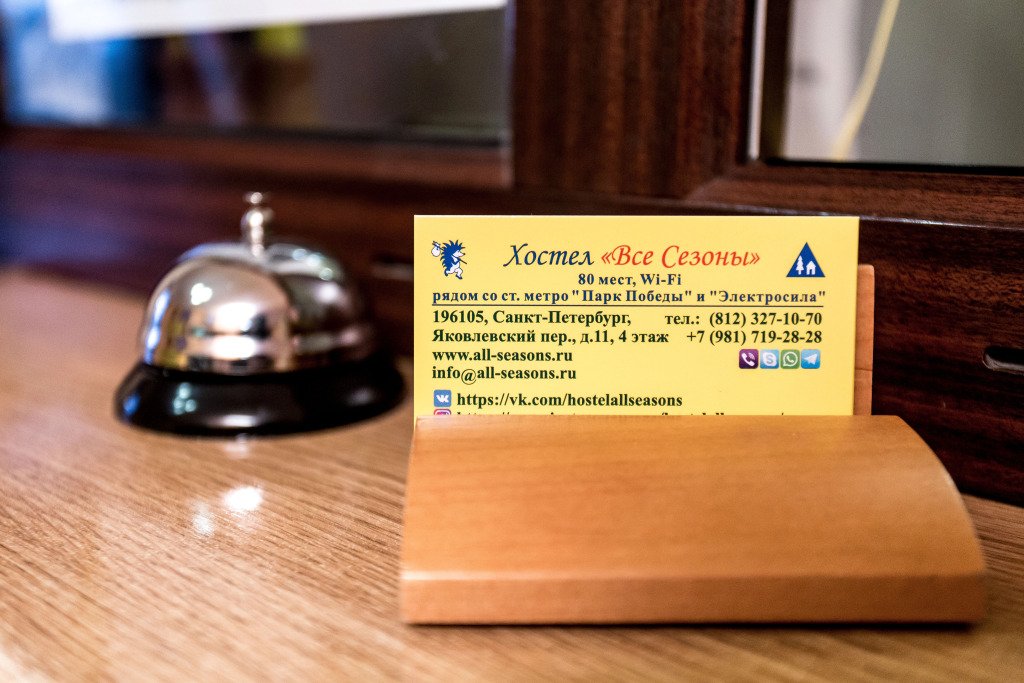 Хостел «Все Сезоны»
80 мест, Wi-Fi
рядом со ст. метро "Парк Победы" и "Электросила"
196105, Санкт-Петербург, тел.: (812) 327-10-70
Яковлевский пер., д.11, 4 этаж +7 (981) 719-28-28
www.all-seasons.ru
info@all-seasons.ru
https://vk.com/hostelallseasons